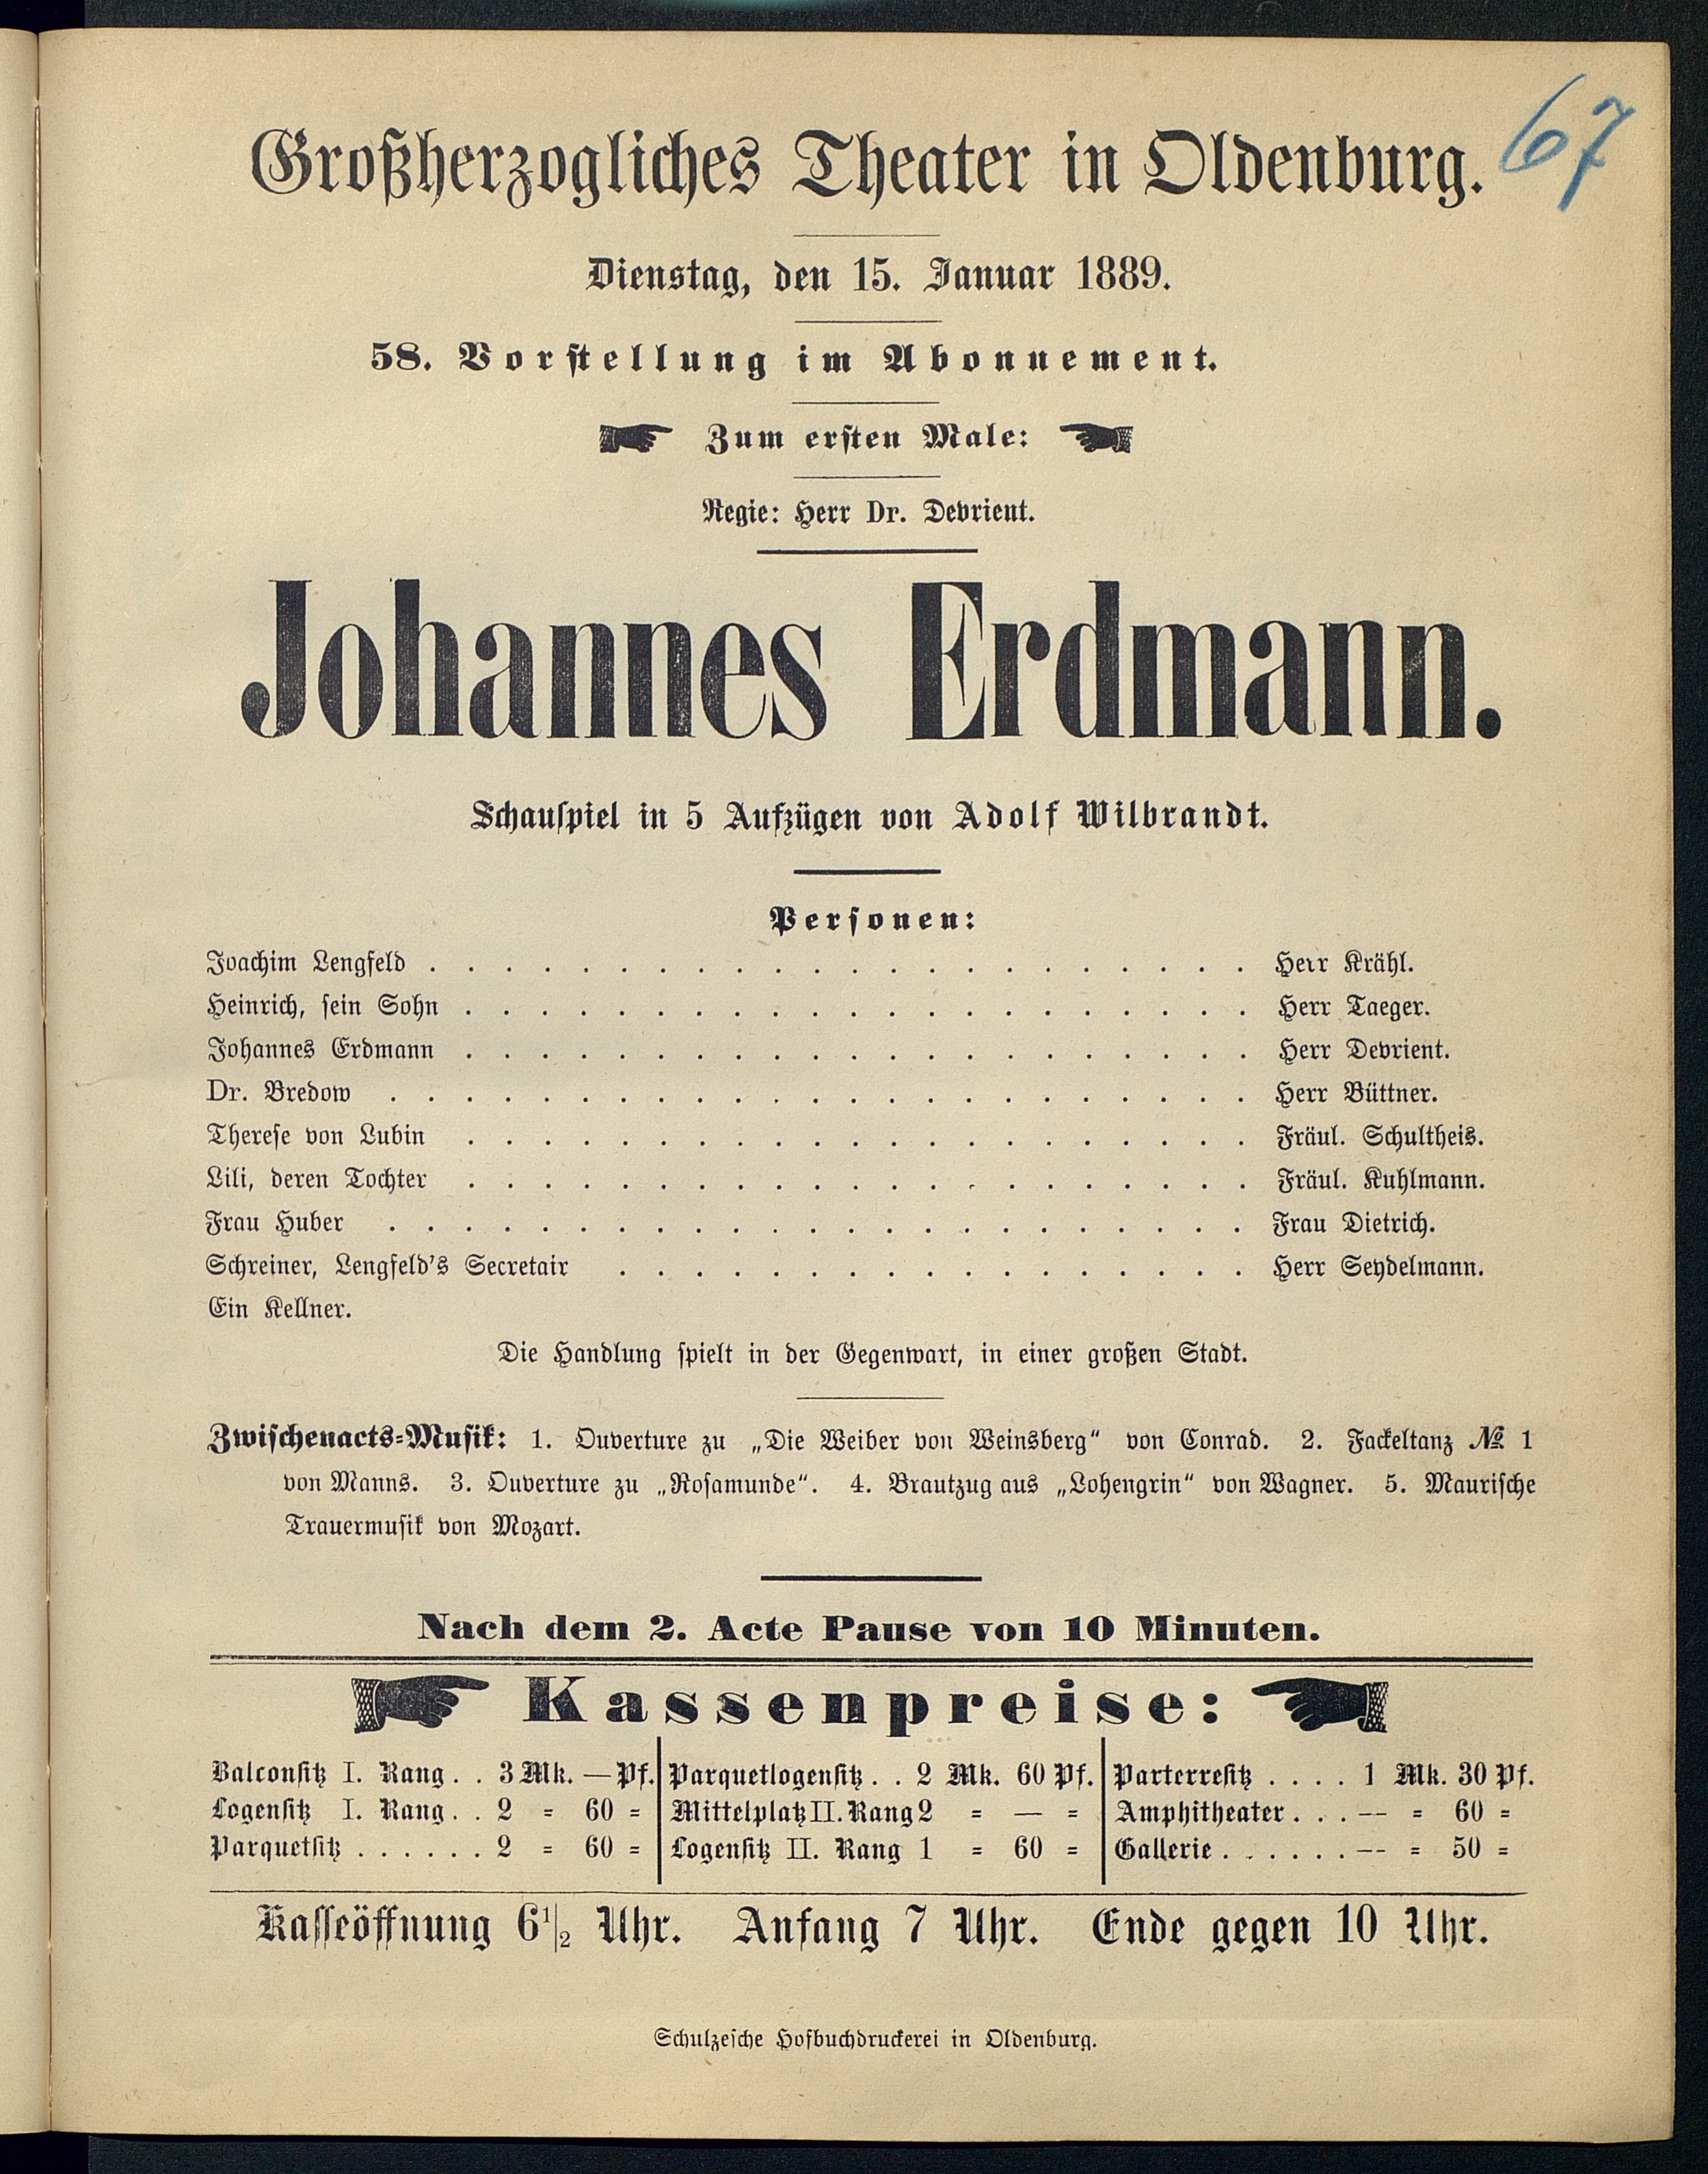 67
Großherzogliches Theater in Oldenburg.
Dienstag, den 15. Januar 1889.
58. Vorstellung im Abonnement.
Zum ersten Male:
Regie: Herr Dr. Devrient.
Johannes Erdmann.
Schauspiel in 5 Aufzügen von Adolf Wilbrandt.
Personen:
Joachim Lengfeld . . . . . . . . . . . . . . . . . . . . . . Herr Krähl.
Heinrich, sein Sohn . . . . . . . . . . . . . . . . . . . . . Herr Taeger.
Johannes Erdmann . . . . . . . . . . . . . . . . . . . . . Herr Devrient.
Dr. Bredow . . . . . . . . . . . . . . . . . . . . . . . Herr Büttner.
Therese von Lubin . . . . . . . . . . . . . . . . . . . . . Fräul. Schultheis.
Lili, deren Tochter . . . . . . . . . . . . . . . . . . . . . Fräul. Kuhlmann.
Frau Huber . . . . . . . . . . . . . . . . . . . . . . . Frau Dietrich.
Schreiner, Lengfeld's Secretair . . . . . . . . . . . . . . . . . Herr Seydelmann.
Ein Kellner.
Die Handlung spielt in der Gegenwart, in einer großen Stadt.
Zwischenacts-Musik: 1. Ouverture zu „Die Weiber von Weinsberg“ von Conrad. 2. Fackeltanz № 1
von Manns. 3. Ouverture zu „Rosamunde“. 4. Brautzug aus „Lohengrin“ von Wagner. 5. Maurische
Trauermusik von Mozart.
Nach dem 2. Acte Pause von 10 Minuten.
Kassenpreise:
Balconsitz I. Rang . . 3 Mk. — Pf. Parquetlogensitz . . 2 Mk. 60 Pf. Parterresitz . . . . 1 Mk. 30 Pf.
Logensitz I. Rang . . 2 = 60 = Mittelplatz II. Rang 2 = — = Amphitheater . . . — = 60 =
Parquetsitz . . . . . . 2 = 60 = Logensitz II. Rang 1 = 60 = Gallerie . . . . . . — = 50 =
Kasseöffnung 6 1/2 Uhr. Anfang 7 Uhr. Ende gegen 10 Uhr.
Schulzesche Hofbuchdruckerei in Oldenburg.